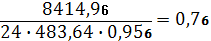 8414,96
24 · 483,64 · 0,956
= 0,76